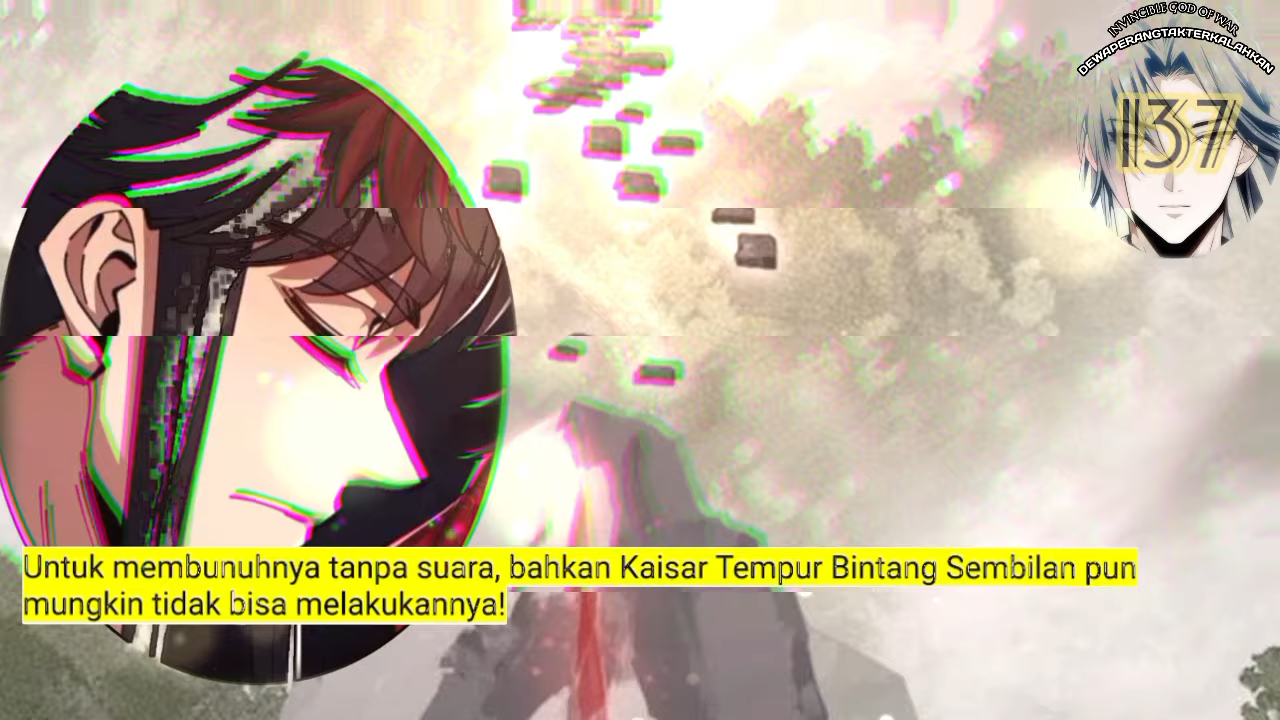 INVINCIBLE GOD OF WAR
DEWAPERANGTAKTERKALAHKAN
137
Untuk membunuhnya tanpa suara, bahkan Kaisar Tempur Bintang Sembilan pun
mungkin tidak bisa melakukannya!